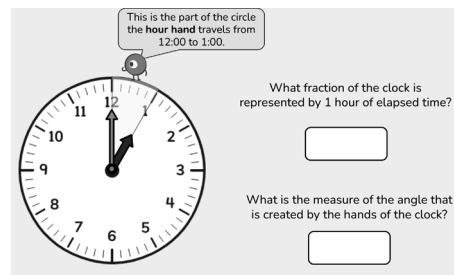 This is the part of the circle
the hour hand travels from
12:00 to 1:00.
12
1
2
3
4
5
6
7
8
9
10
11
What fraction of the clock is
represented by 1 hour of elapsed time?
What is the measure of the angle that
is created by the hands of the clock?